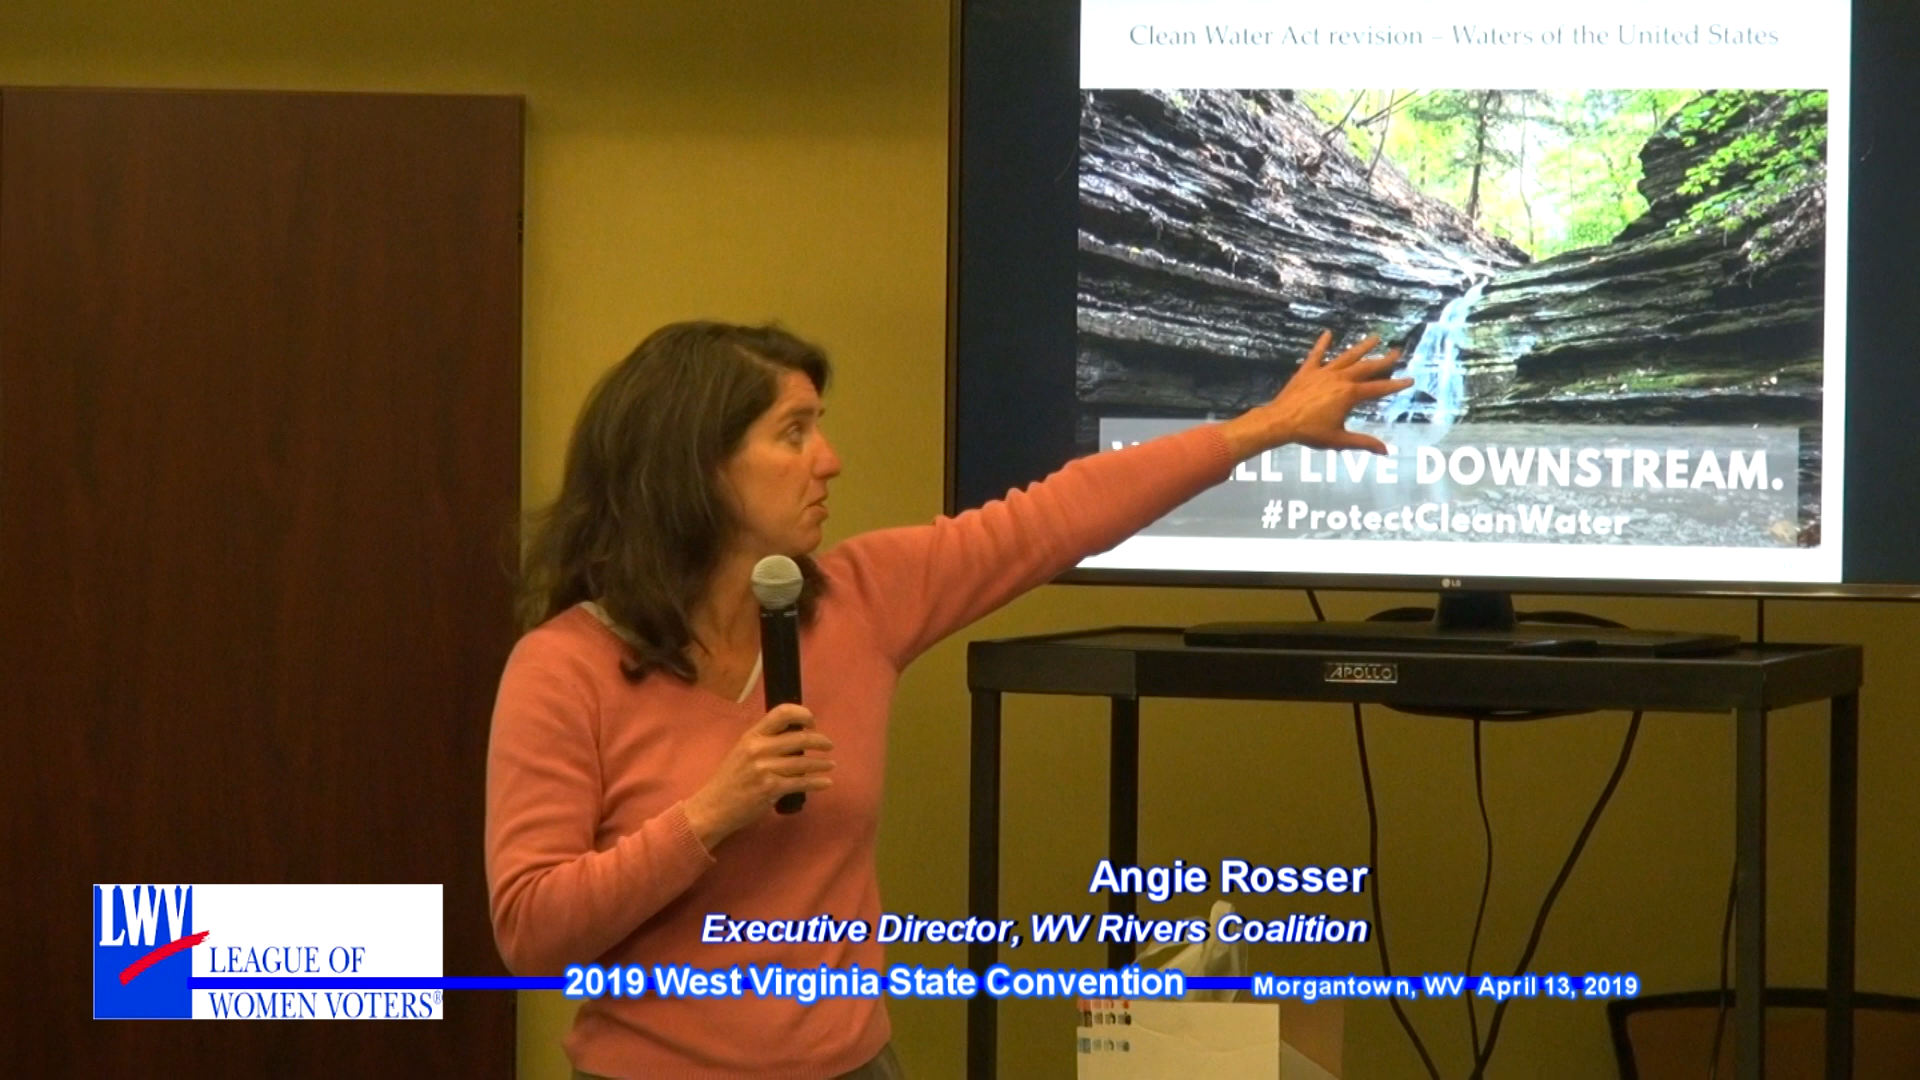 Clean Water Act revision – Waters of the United States
LL LIVE DOWNSTREAM.
#ProtectCleanWater
LG
APOLLO
Angie Rosser
Executive Director, WV Rivers Coalition
LWV
LEAGUE OF
WOMEN VOTERS®
2019 West Virginia State Convention
Morgantown, WV April 13, 2019